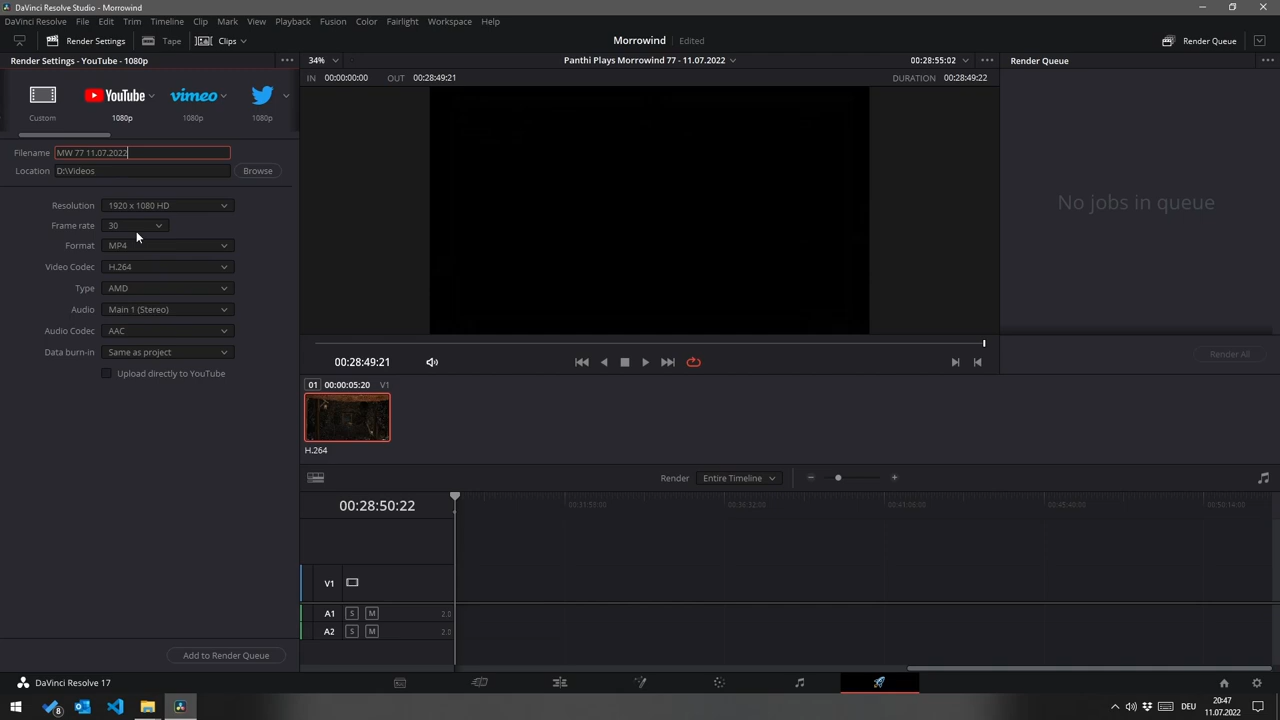 DaVinci Resolve Studio - Morrowind
DaVinci Resolve File Edit Trim Timeline Clip Mark View Playback Fusion Color Fairlight Workspace Help
Render Settings Tape Clips Morrowind Edited Render Queue
Render Settings - YouTube - 1080p
34% Panthi Plays Morrowind 77 - 11.07.2022 00:28:55:02
Render Queue
IN 00:00:00:00 OUT 00:28:49:21 DURATION 00:28:49:22
YouTube vimeo
Custom 1080p 1080p 1080p
Filename MW 77 11.07.2022
Location D:\Videos Browse
Resolution 1920 x 1080 HD
Frame rate 30
Format MP4
Video Codec H.264
Type AMD
Audio Main 1 (Stereo)
Audio Codec AAC
Data burn-in Same as project
Upload directly to YouTube
No jobs in queue
Render All
00:28:49:21
01 00:00:05:20 V1
H.264
Render Entire Timeline
00:28:50:22
00:31:59:00 00:36:32:00 00:41:06:00 00:45:40:00 00:50:14:00
V1
A1 S M 2.0
A2 S M 2.0
Add to Render Queue
DaVinci Resolve 17
8 DEU 20:47
11.07.2022